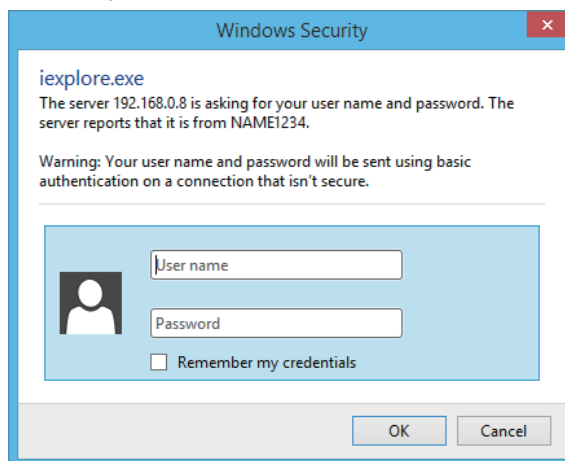 Windows Security
iexplore.exe
The server 192.168.0.8 is asking for your user name and password. The
server reports that it is from NAME1234.
Warning: Your user name and password will be sent using basic
authentication on a connection that isn't secure.
User name
Password
Remember my credentials
OK Cancel